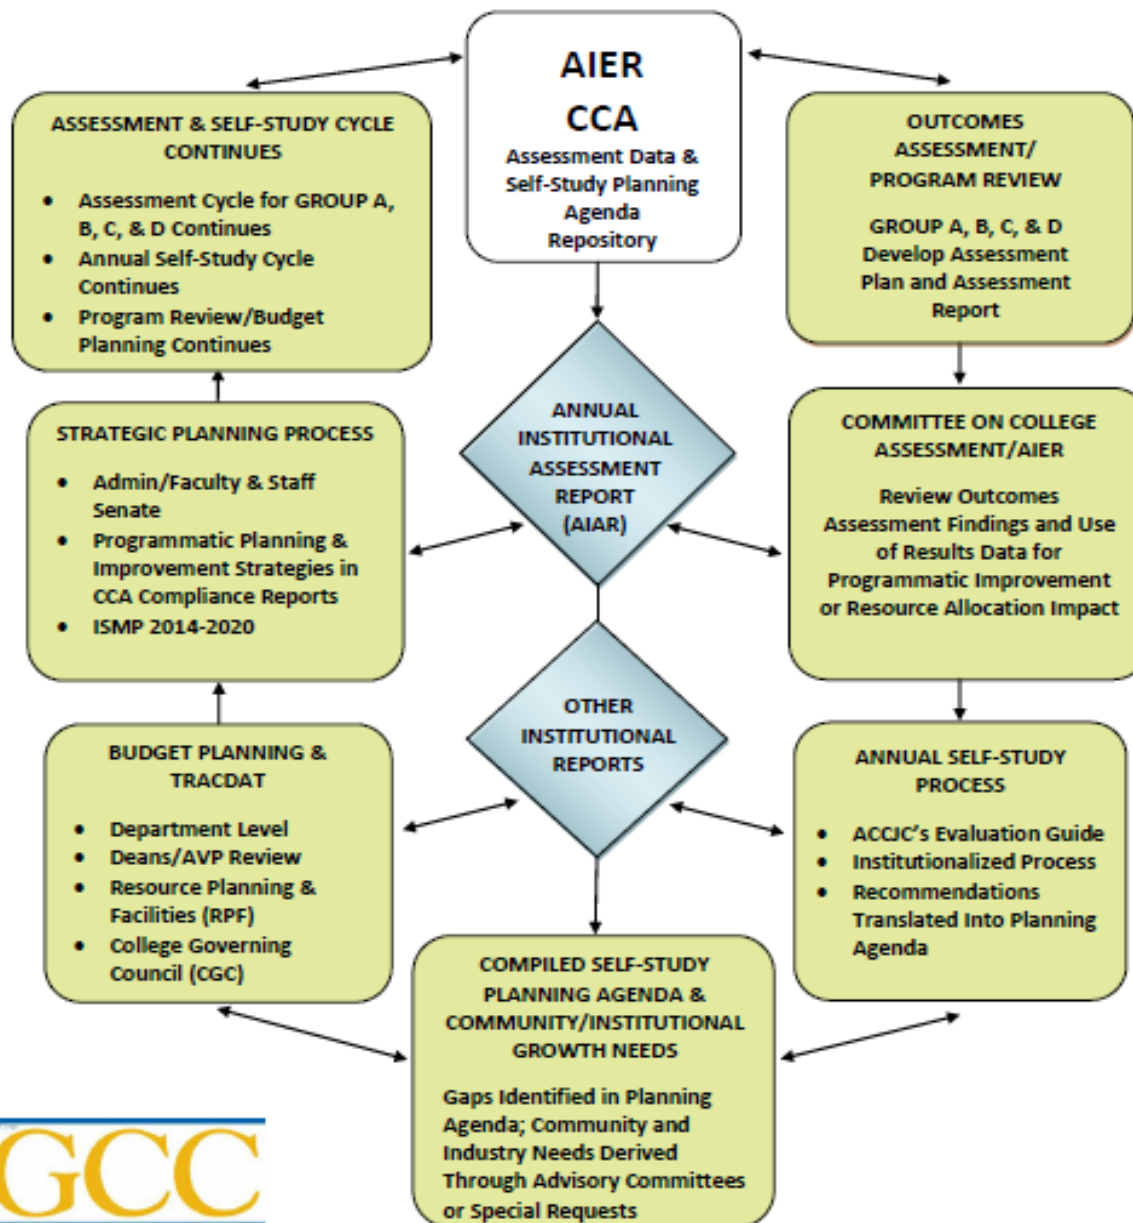 AIER
CCA
Assessment Data &
Self-Study Planning
Agenda
Repository
ASSESSMENT & SELF-STUDY CYCLE
CONTINUES
• Assessment Cycle for GROUP A,
B, C, & D Continues
• Annual Self-Study Cycle
Continues
• Program Review/Budget
Planning Continues
OUTCOMES
ASSESSMENT/
PROGRAM REVIEW
GROUP A, B, C, & D
Develop Assessment
Plan and Assessment
Report
ANNUAL
INSTITUTIONAL
ASSESSMENT
REPORT
(AIAR)
STRATEGIC PLANNING PROCESS
• Admin/Faculty & Staff
Senate
• Programmatic Planning &
Improvement Strategies in
CCA Compliance Reports
• ISMP 2014-2020
COMMITTEE ON COLLEGE
ASSESSMENT/AIER
Review Outcomes
Assessment Findings and Use
of Results Data for
Programmatic Improvement
or Resource Allocation Impact
OTHER
INSTITUTIONAL
REPORTS
BUDGET PLANNING &
TRACDAT
• Department Level
• Deans/AVP Review
• Resource Planning &
Facilities (RPF)
• College Governing
Council (CGC)
ANNUAL SELF-STUDY
PROCESS
• ACCJC's Evaluation Guide
• Institutionalized Process
• Recommendations
Translated Into Planning
Agenda
COMPILED SELF-STUDY
PLANNING AGENDA &
COMMUNITY/INSTITUTIONAL
GROWTH NEEDS
Gaps Identified in Planning
Agenda; Community and
Industry Needs Derived
Through Advisory Committees
or Special Requests
GCC